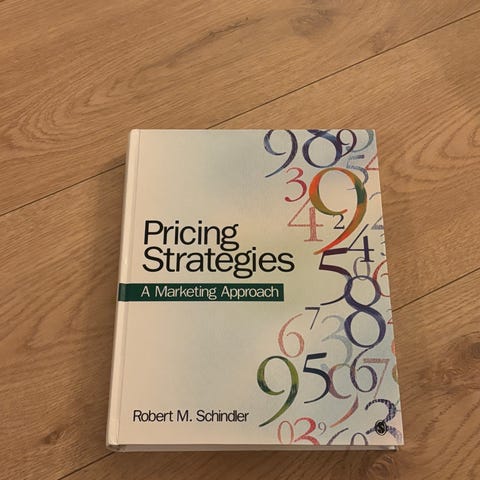 Pricing
Strategies
A Marketing Approach
Robert M. Schindler